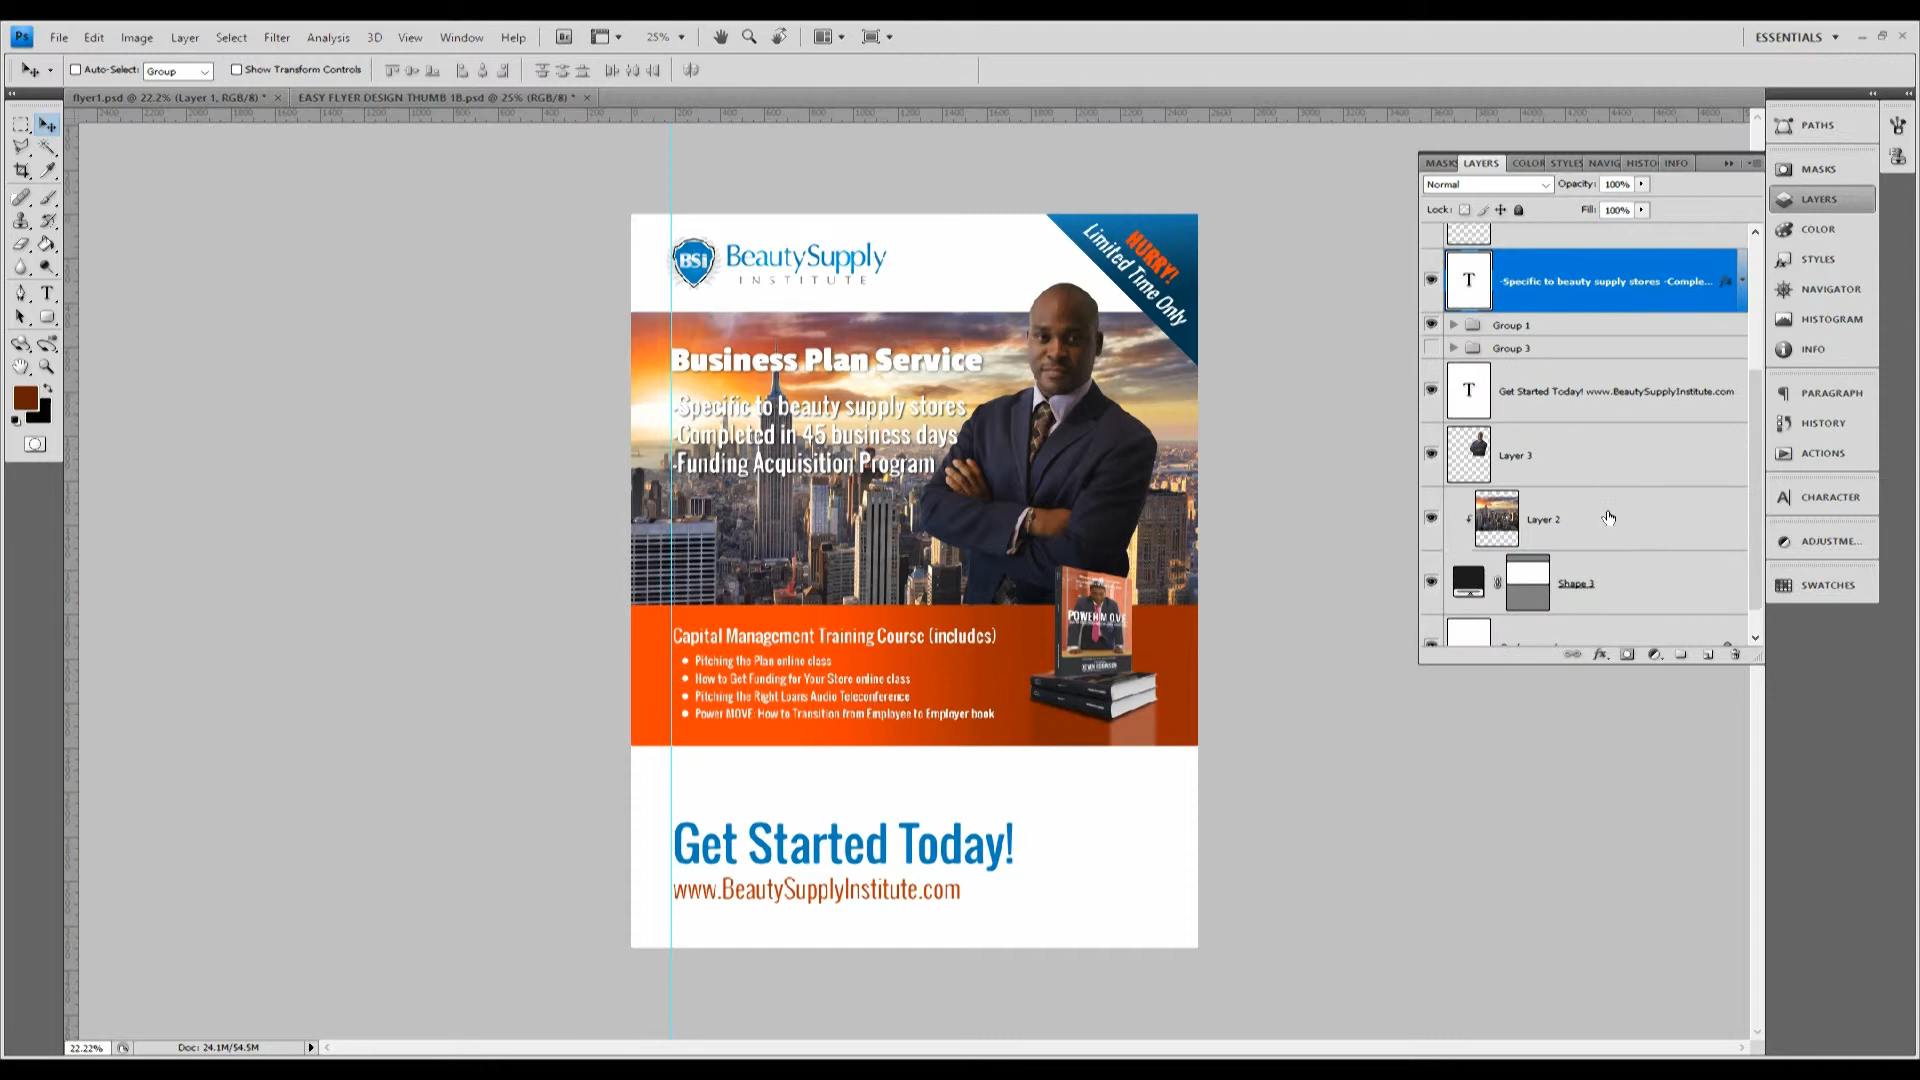 Ps File Edit Image Layer Select Filter Analysis 3D View Window Help Br 25% ESSENTIALS
Auto-Select: Group Show Transform Controls
flyer1.psd @ 22.2% (Layer 1, RGB/8) * × EASY FLYER DESIGN THUMB 1B.psd @ 25% (RGB/8) * ×
BSi BeautySupply
INSTITUTE
HURRY!
Limited Time Only
Business Plan Service
-Specific to beauty supply stores
-Completed in 45 business days
-Funding Acquisition Program
POWER M.O.V.E.
Capital Management Training Course (includes)
● Pitching the Plan online class
● How to Get Funding for Your Store online class
● Pitching the Right Loans Audio Teleconference
● Power MOVE: How to Transition from Employee to Employer book
Get Started Today!
www.BeautySupplyInstitute.com
MASKS LAYERS COLOR STYLES NAVIG HISTO INFO
Normal Opacity: 100%
Lock: Fill: 100%
T -Specific to beauty supply stores -Comple... fx
Group 1
Group 3
T Get Started Today! www.BeautySupplyInstitute.com
Layer 3
Layer 2
Shape 3
fx
PATHS
MASKS
LAYERS
COLOR
STYLES
NAVIGATOR
HISTOGRAM
INFO
PARAGRAPH
HISTORY
ACTIONS
CHARACTER
ADJUSTME...
SWATCHES
22.22% Doc: 24.1M/54.5M